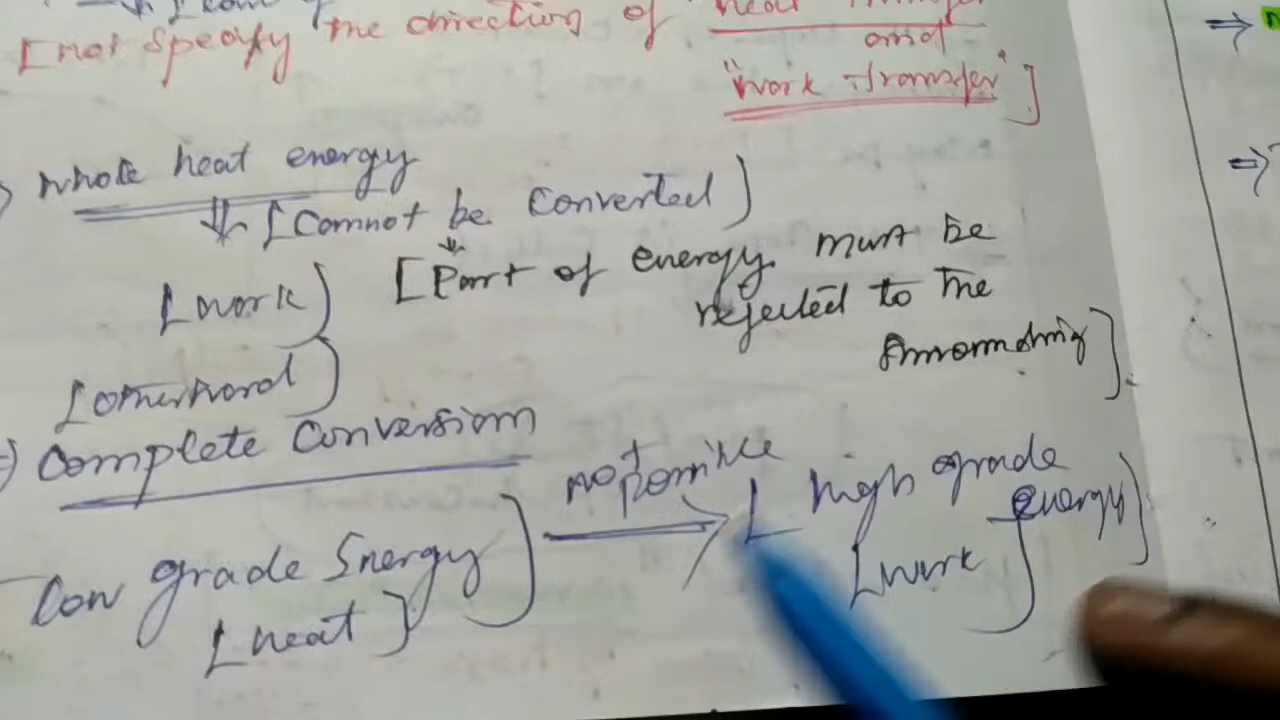 [not specify the direction of heat transfer
and
"work transfer"]
whole heat energy
[cannot be converted]
[work]
[Part of energy must be
rejected to the
surrounding]
[otherword]
complete conversion
not possible
Low grade Energy
[heat]
[high grade
energy]
[work]